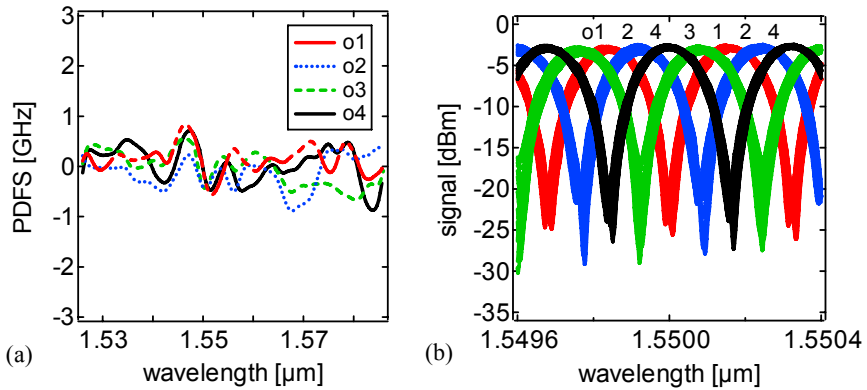 3
2
1
0
-1
-2
-3
PDFS [GHz]
o1
o2
o3
o4
1.53
1.55
1.57
wavelength [µm]
(a)
0
-5
-10
-15
-20
-25
-30
-35
signal [dBm]
o1 2 4 3 1 2 4
1.5496
1.5500
1.5504
wavelength [µm]
(b)